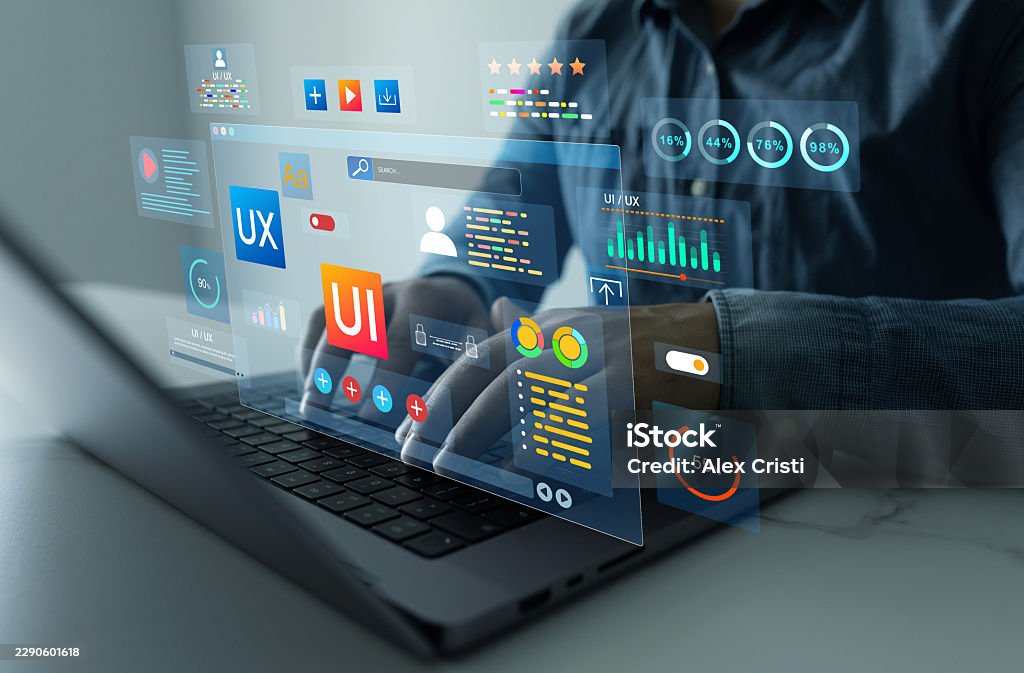 UI / UX
Aa
SEARCH...
16%
44%
76%
98%
UX
UI / UX
90%
UI
UI / UX
iStock™
Credit: Alex Cristi
2290601618